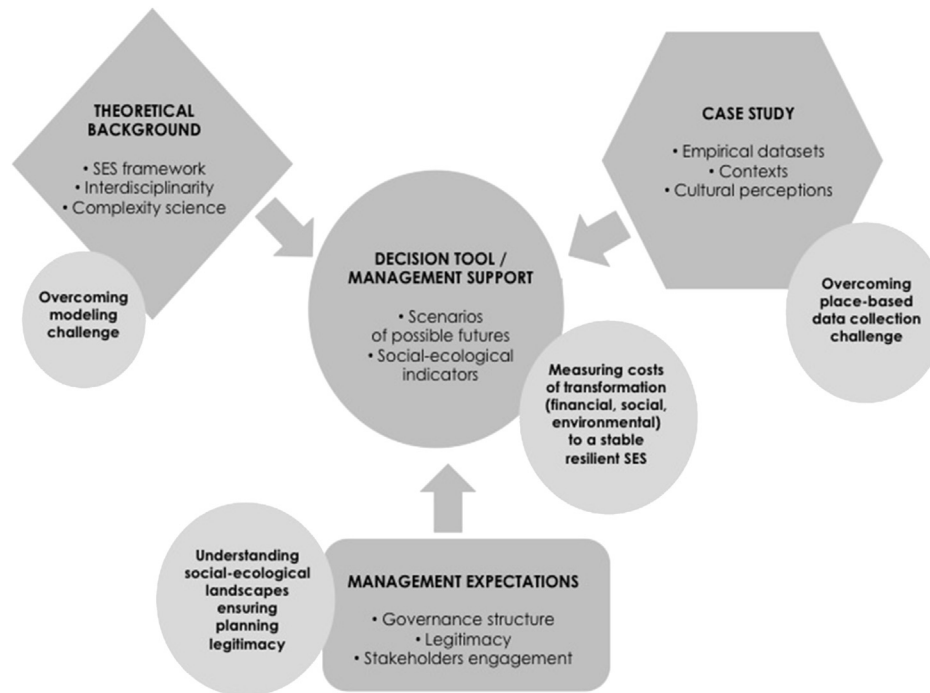 THEORETICAL
BACKGROUND
• SES framework
• Interdisciplinarity
• Complexity science
Overcoming
modeling
challenge
CASE STUDY
• Empirical datasets
• Contexts
• Cultural perceptions
Overcoming
place-based
data collection
challenge
DECISION TOOL /
MANAGEMENT SUPPORT
• Scenarios
of possible futures
• Social-ecological
indicators
Measuring costs
of transformation
(financial, social,
environmental)
to a stable
resilient SES
Understanding
social-ecological
landscapes
ensuring
planning
legitimacy
MANAGEMENT EXPECTATIONS
• Governance structure
• Legitimacy
• Stakeholders engagement